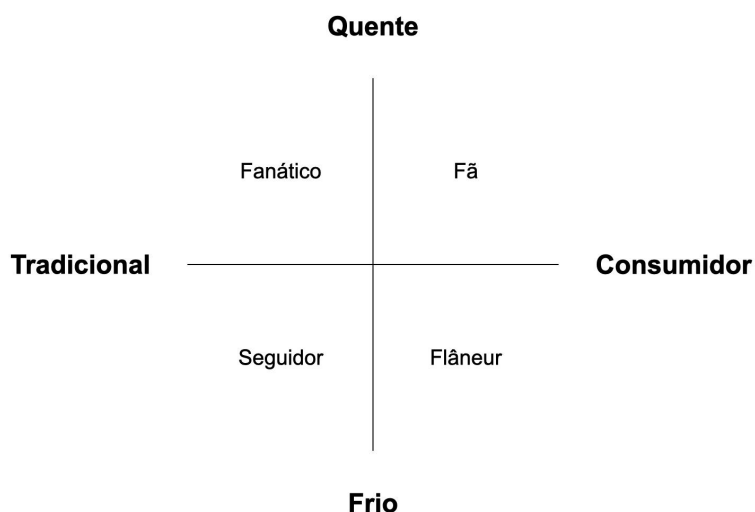 Quente
Fanático Fã
Tradicional Consumidor
Seguidor Flâneur
Frio